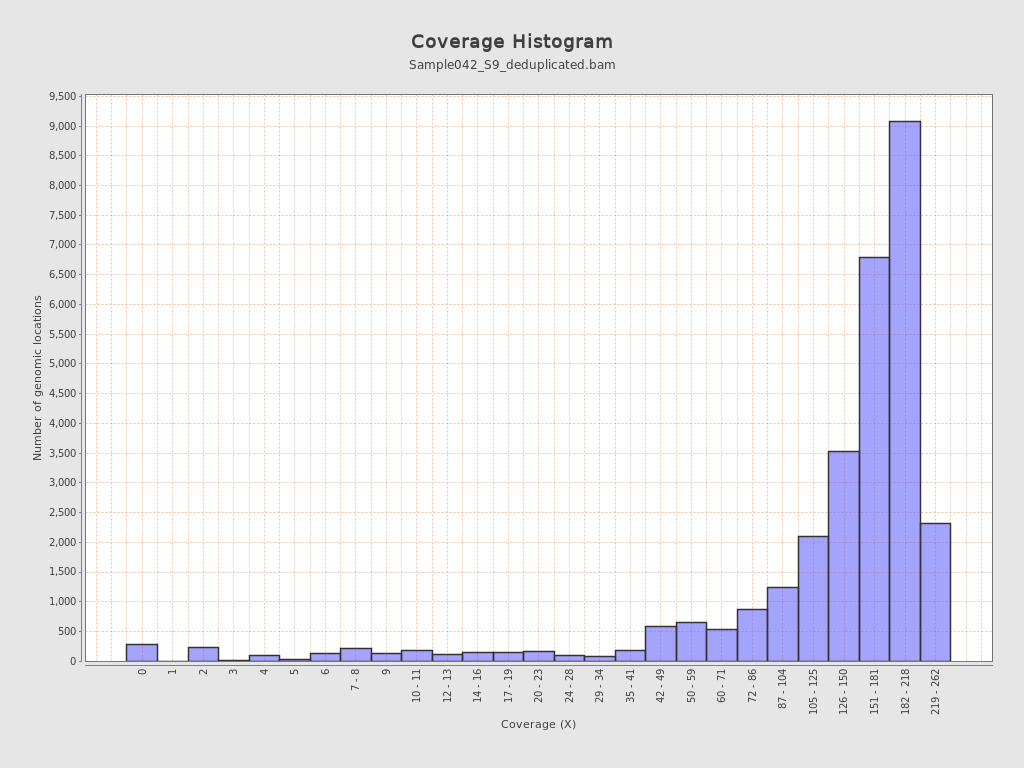 Coverage Histogram
Sample042_S9_deduplicated.bam
Number of genomic locations
9,500
9,000
8,500
8,000
7,500
7,000
6,500
6,000
5,500
5,000
4,500
4,000
3,500
3,000
2,500
2,000
1,500
1,000
500
0
0
1
2
3
4
5
6
7 - 8
9
10 - 11
12 - 13
14 - 16
17 - 19
20 - 23
24 - 28
29 - 34
35 - 41
42 - 49
50 - 59
60 - 71
72 - 86
87 - 104
105 - 125
126 - 150
151 - 181
182 - 218
219 - 262
Coverage (X)